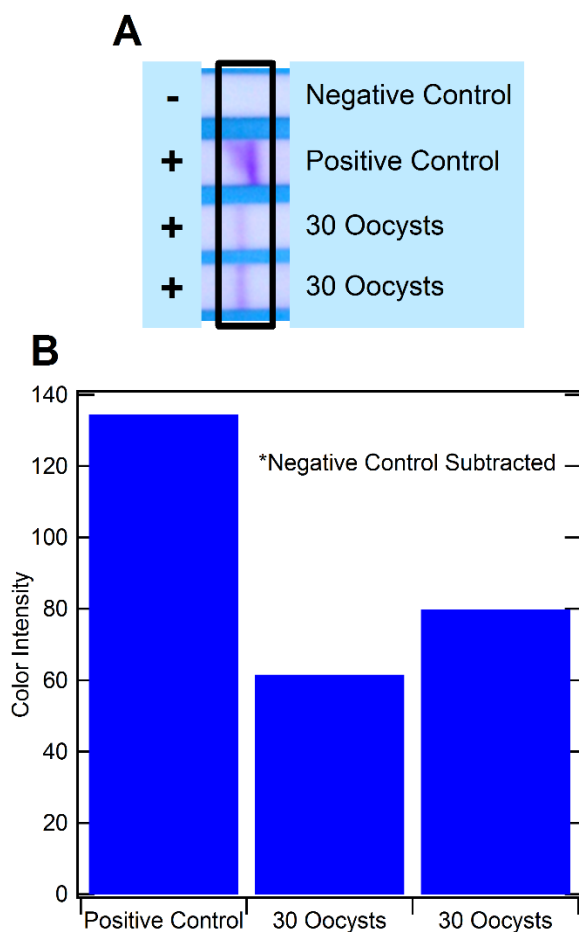 A
- Negative Control
+ Positive Control
+ 30 Oocysts
+ 30 Oocysts
B
140
120
100
80
60
40
20
0
Color Intensity
*Negative Control Subtracted
Positive Control 30 Oocysts 30 Oocysts